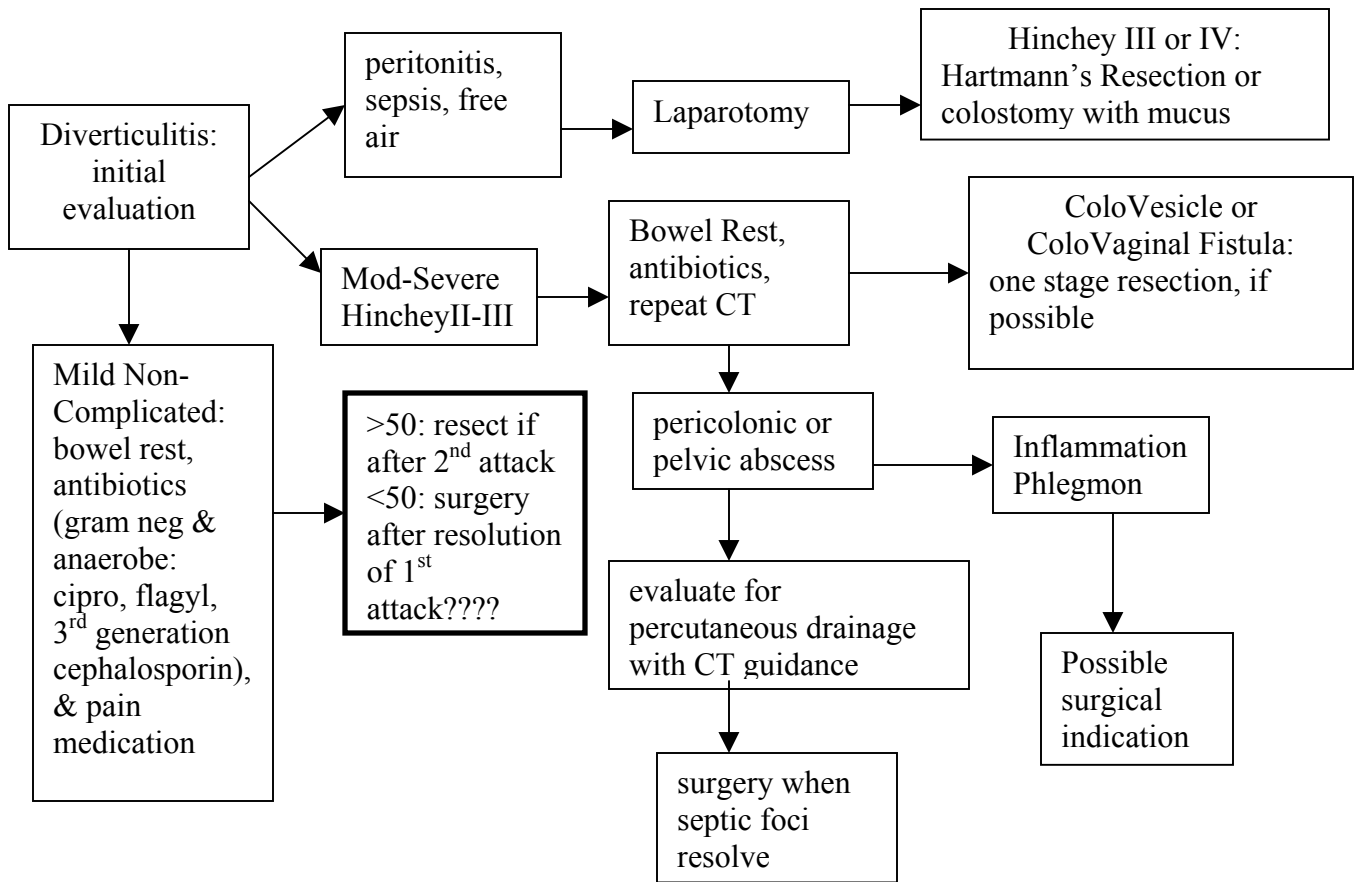 Diverticulitis:
initial
evaluation
peritonitis,
sepsis, free
air
Laparotomy
Hinchey III or IV:
Hartmann’s Resection or
colostomy with mucus
Mod-Severe
HincheyII-III
Bowel Rest,
antibiotics,
repeat CT
ColoVesicle or
ColoVaginal Fistula:
one stage resection, if
possible
Mild Non-
Complicated:
bowel rest,
antibiotics
(gram neg &
anaerobe:
cipro, flagyl,
3rd generation
cephalosporin),
& pain
medication
>50: resect if
after 2nd attack
<50: surgery
after resolution
of 1st
attack????
pericolonic or
pelvic abscess
Inflammation
Phlegmon
evaluate for
percutaneous drainage
with CT guidance
Possible
surgical
indication
surgery when
septic foci
resolve